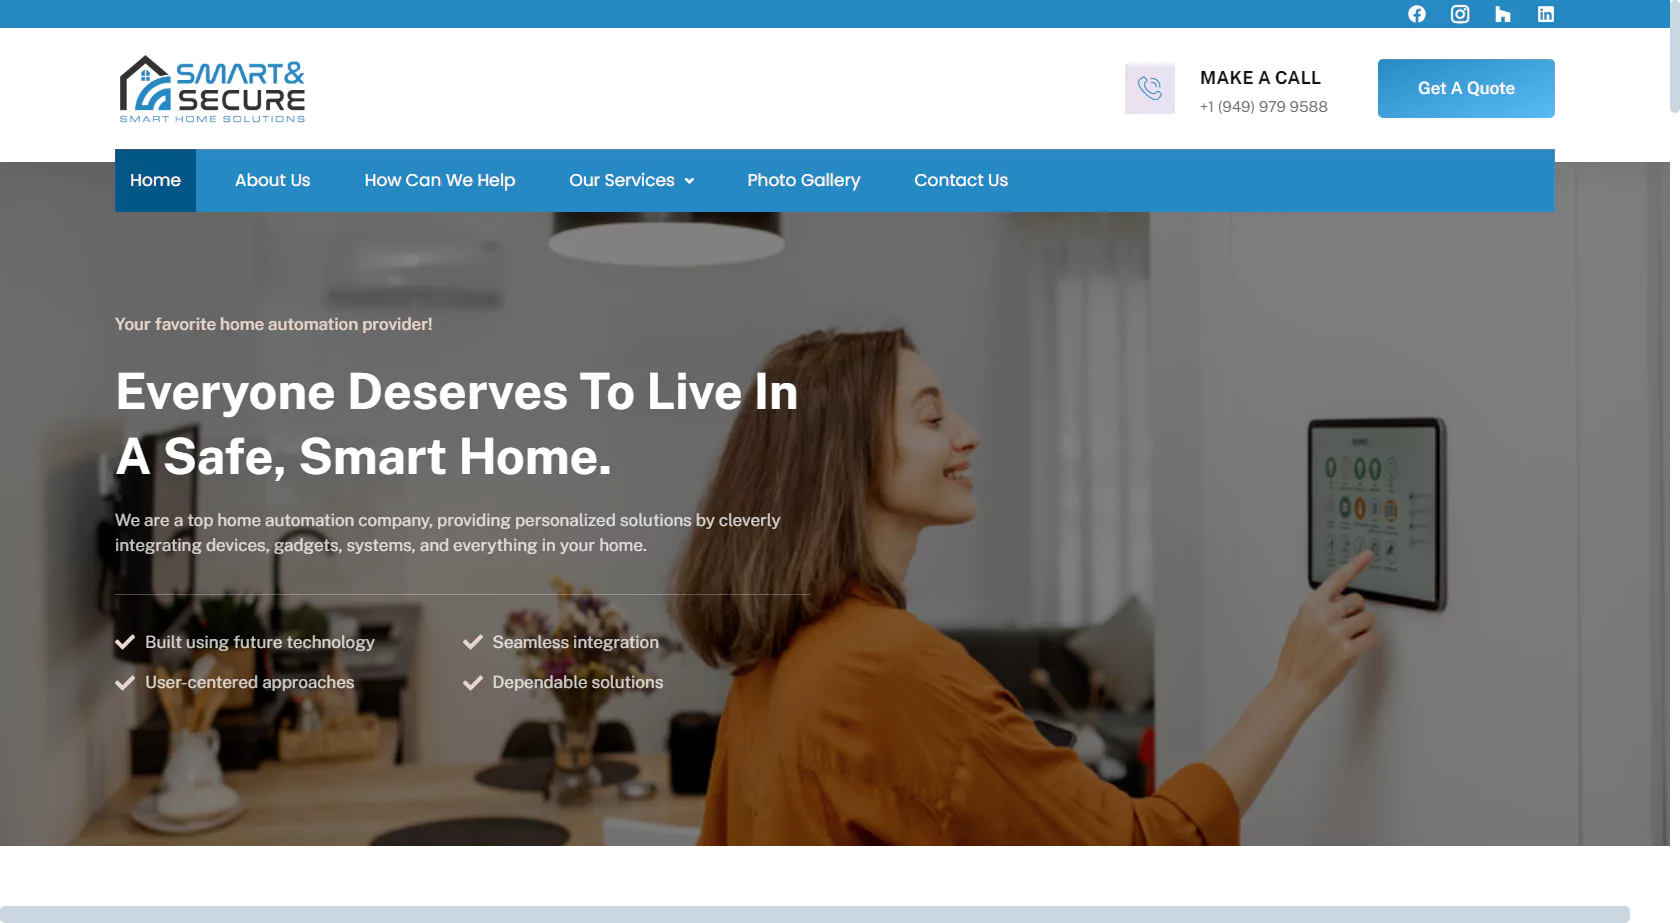 SMART&
SECURE
SMART HOME SOLUTIONS
MAKE A CALL
+1 (949) 979 9588
Get A Quote
Home
About Us
How Can We Help
Our Services
Photo Gallery
Contact Us
Your favorite home automation provider!
Everyone Deserves To Live In
A Safe, Smart Home.
We are a top home automation company, providing personalized solutions by cleverly
integrating devices, gadgets, systems, and everything in your home.
Built using future technology
Seamless integration
User-centered approaches
Dependable solutions